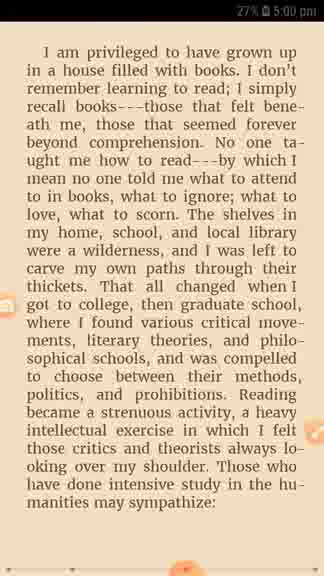 27% 5:00 pm
I am privileged to have grown up
in a house filled with books. I don't
remember learning to read; I simply
recall books---those that felt bene-
ath me, those that seemed forever
beyond comprehension. No one ta-
ught me how to read---by which I
mean no one told me what to attend
to in books, what to ignore; what to
love, what to scorn. The shelves in
my home, school, and local library
were a wilderness, and I was left to
carve my own paths through their
thickets. That all changed when I
got to college, then graduate school,
where I found various critical move-
ments, literary theories, and philo-
sophical schools, and was compelled
to choose between their methods,
politics, and prohibitions. Reading
became a strenuous activity, a heavy
intellectual exercise in which I felt
those critics and theorists always lo-
oking over my shoulder. Those who
have done intensive study in the hu-
manities may sympathize: